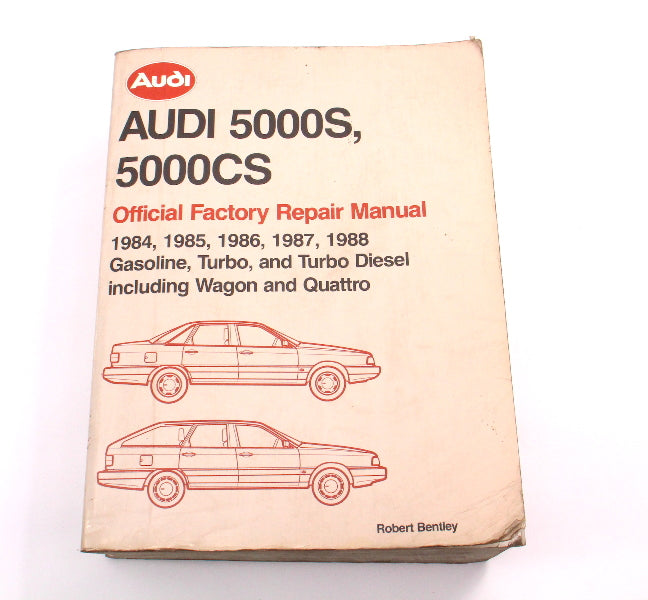 Audi
AUDI 5000S,
5000CS
Official Factory Repair Manual
1984, 1985, 1986, 1987, 1988
Gasoline, Turbo, and Turbo Diesel
including Wagon and Quattro
Robert Bentley